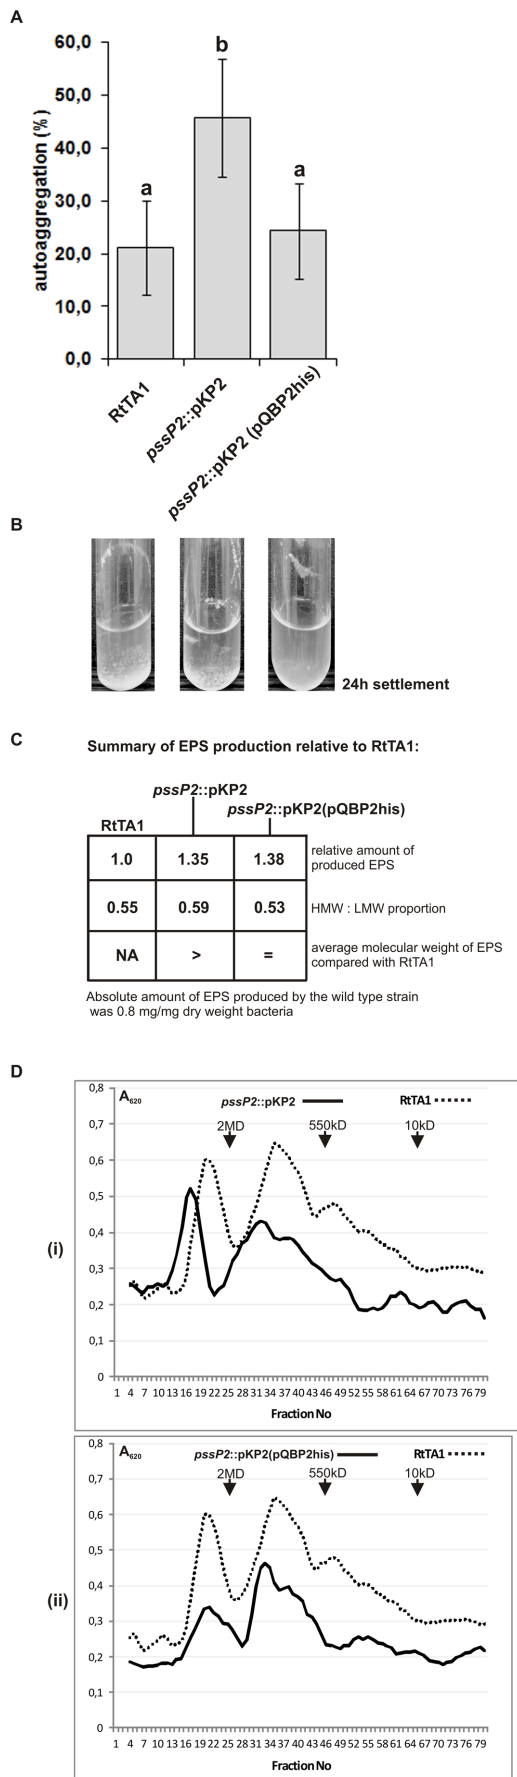 A
60,0
50,0
40,0
30,0
20,0
10,0
0,0
autoaggregation (%)
a
b
a
RtTA1
pssP2::pKP2
pssP2::pKP2 (pQBP2his)
B
24h settlement
C
Summary of EPS production relative to RtTA1:
pssP2::pKP2
pssP2::pKP2(pQBP2his)
RtTA1
1.0 1.35 1.38 relative amount of
produced EPS
0.55 0.59 0.53 HMW : LMW proportion
NA > = average molecular weight of EPS
compared with RtTA1
Absolute amount of EPS produced by the wild type strain
was 0.8 mg/mg dry weight bacteria
D
(i)
0,8
0,7
0,6
0,5
0,4
0,3
0,2
0,1
0
A620
pssP2::pKP2
RtTA1
2MD 550kD 10kD
1 4 7 10 13 16 19 22 25 28 31 34 37 40 43 46 49 52 55 58 61 64 67 70 73 76 79
Fraction No
(ii)
0,8
0,7
0,6
0,5
0,4
0,3
0,2
0,1
0
A620
pssP2::pKP2(pQBP2his)
RtTA1
2MD 550kD 10kD
1 4 7 10 13 16 19 22 25 28 31 34 37 40 43 46 49 52 55 58 61 64 67 70 73 76 79
Fraction No